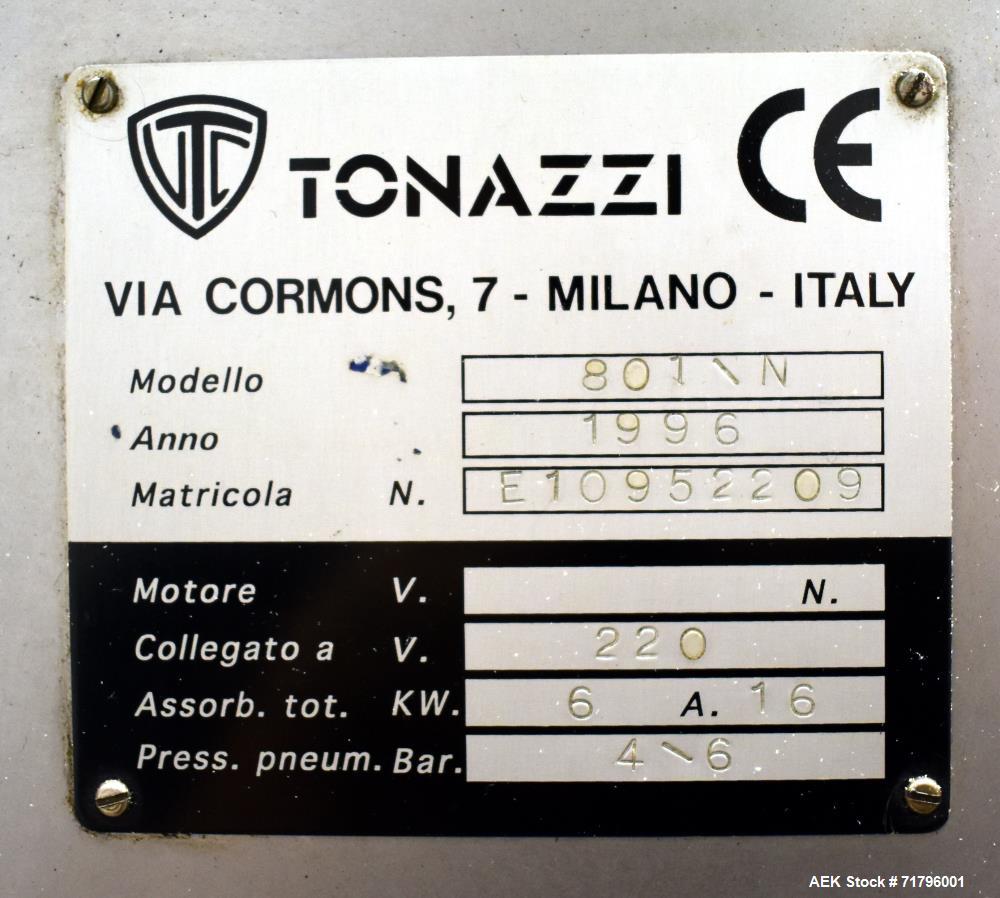 VTC TONAZZI CE
VIA CORMONS, 7 - MILANO - ITALY
Modello 801\N
Anno 1996
Matricola N. E10952209
Motore V. N.
Collegato a V. 220
Assorb. tot. KW. 6 A. 16
Press. pneum. Bar. 4\6
AEK Stock # 71796001